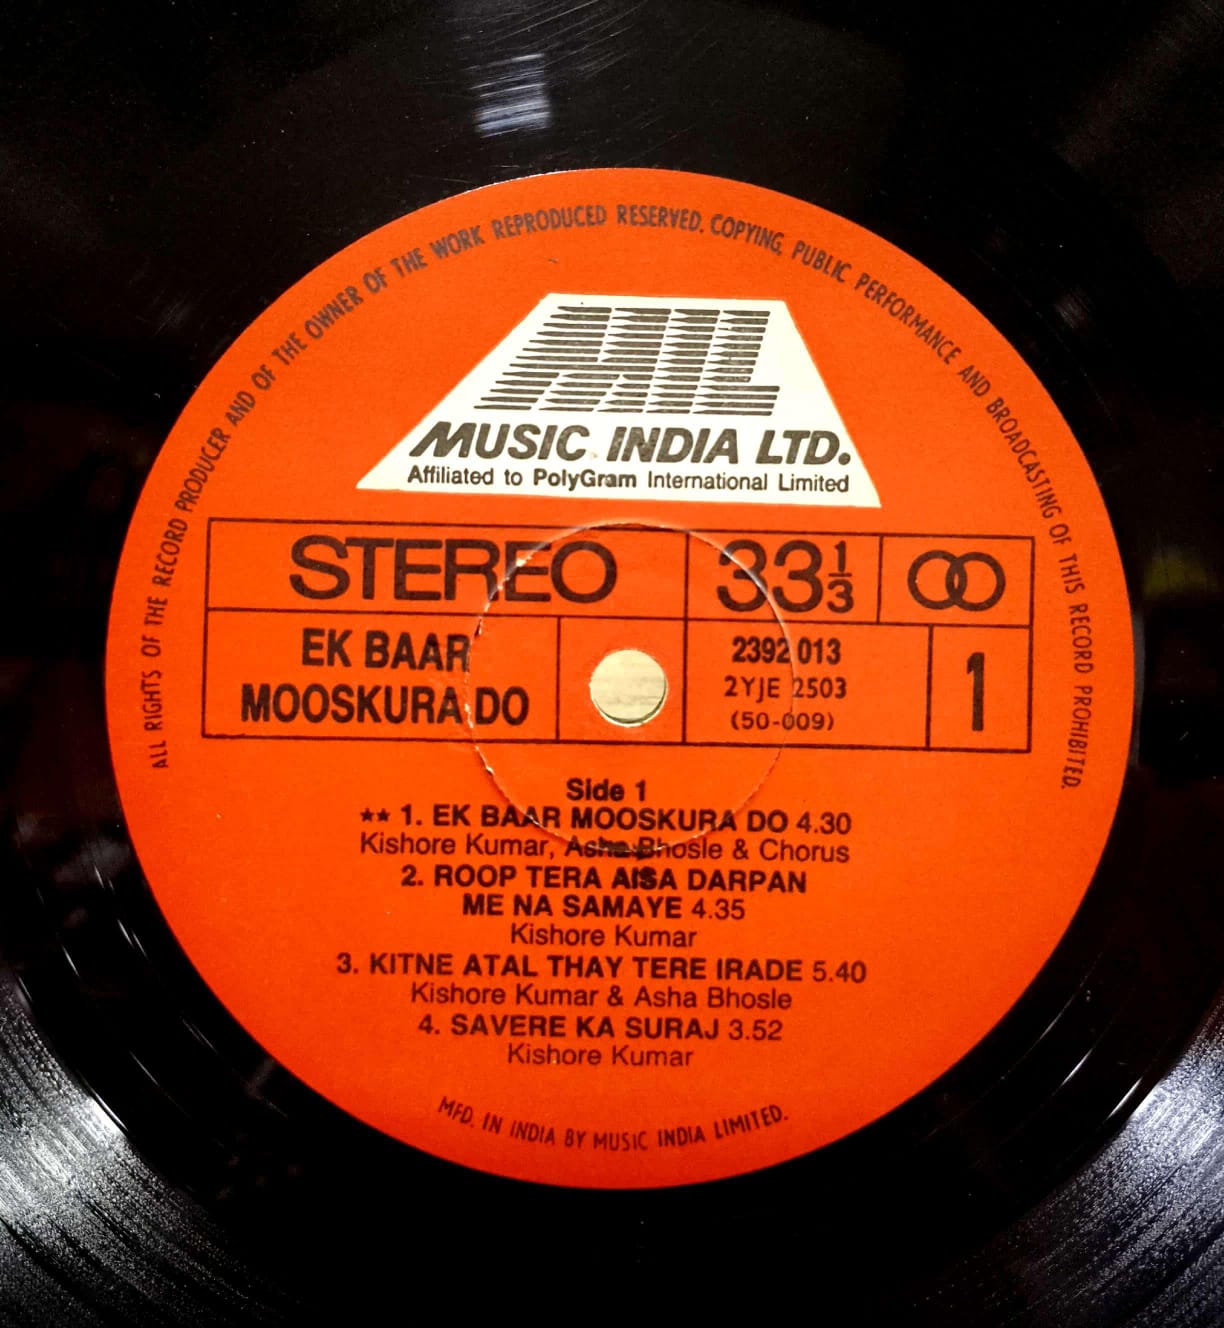 ALL RIGHTS OF THE RECORD PRODUCER AND OF THE OWNER OF THE WORK REPRODUCED RESERVED. COPYING, PUBLIC PERFORMANCE AND BROADCASTING OF THIS RECORD PROHIBITED.
MIL
MUSIC INDIA LTD.
Affiliated to PolyGram International Limited
STEREO 33 1/3
EK BAAR
MOOSKURA DO
2392 013
2YJE 2503
(50-009)
1
Side 1
** 1. EK BAAR MOOSKURA DO 4.30
Kishore Kumar, Asha Bhosle & Chorus
2. ROOP TERA AISA DARPAN
ME NA SAMAYE 4.35
Kishore Kumar
3. KITNE ATAL THAY TERE IRADE 5.40
Kishore Kumar & Asha Bhosle
4. SAVERE KA SURAJ 3.52
Kishore Kumar
MFD. IN INDIA BY MUSIC INDIA LIMITED.